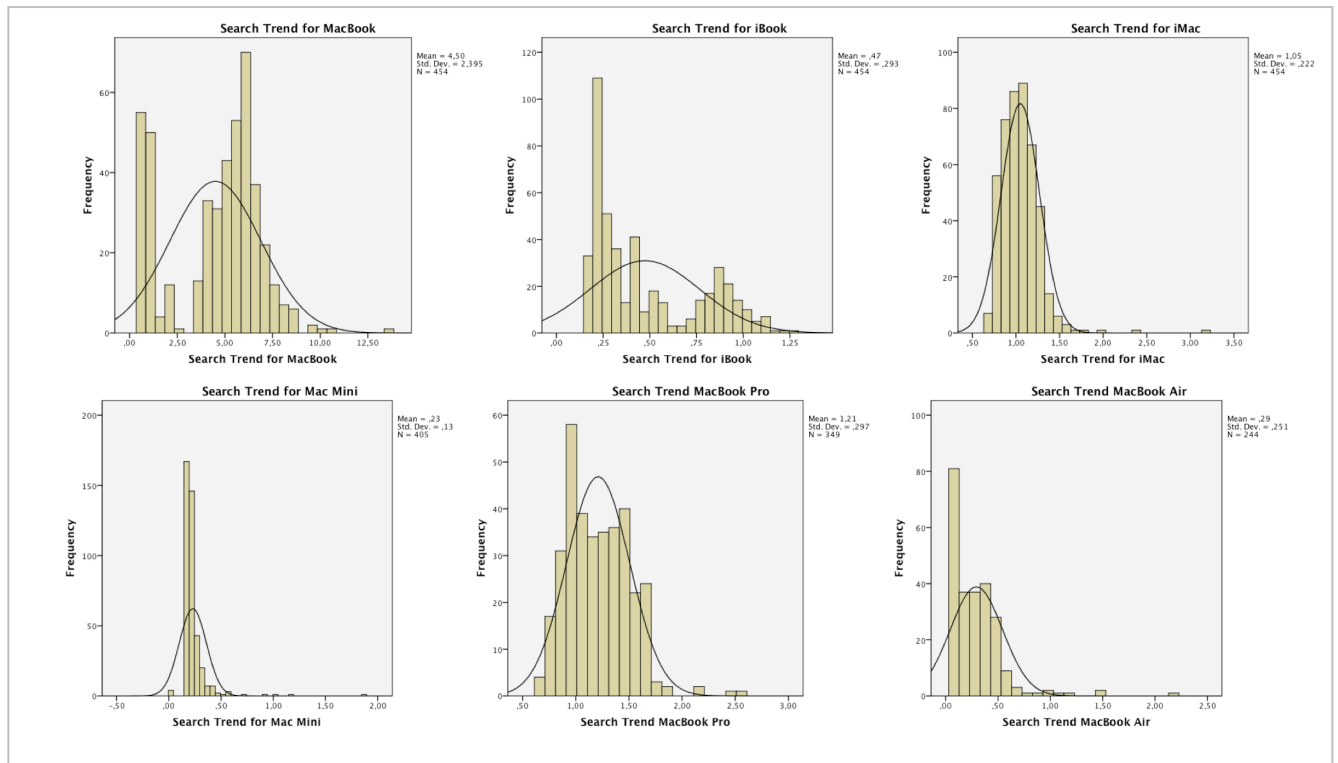 Search Trend for MacBook
Mean = 4,50
Std. Dev. = 2,395
N = 454
60
40
20
0
Frequency
,00 2,50 5,00 7,50 10,00 12,50
Search Trend for MacBook
Search Trend for iBook
Mean = ,47
Std. Dev. = ,293
N = 454
120
100
80
60
40
20
0
Frequency
,00 ,25 ,50 ,75 1,00 1,25
Search Trend for iBook
Search Trend for iMac
Mean = 1,05
Std. Dev. = ,222
N = 454
100
80
60
40
20
0
Frequency
,50 1,00 1,50 2,00 2,50 3,00 3,50
Search Trend for iMac
Search Trend for Mac Mini
Mean = ,23
Std. Dev. = ,13
N = 405
200
150
100
50
0
Frequency
-,50 ,00 ,50 1,00 1,50 2,00
Search Trend for Mac Mini
Search Trend MacBook Pro
Mean = 1,21
Std. Dev. = ,297
N = 349
60
50
40
30
20
10
0
Frequency
,50 1,00 1,50 2,00 2,50 3,00
Search Trend MacBook Pro
Search Trend MacBook Air
Mean = ,29
Std. Dev. = ,251
N = 244
100
80
60
40
20
0
Frequency
,00 ,50 1,00 1,50 2,00 2,50
Search Trend MacBook Air